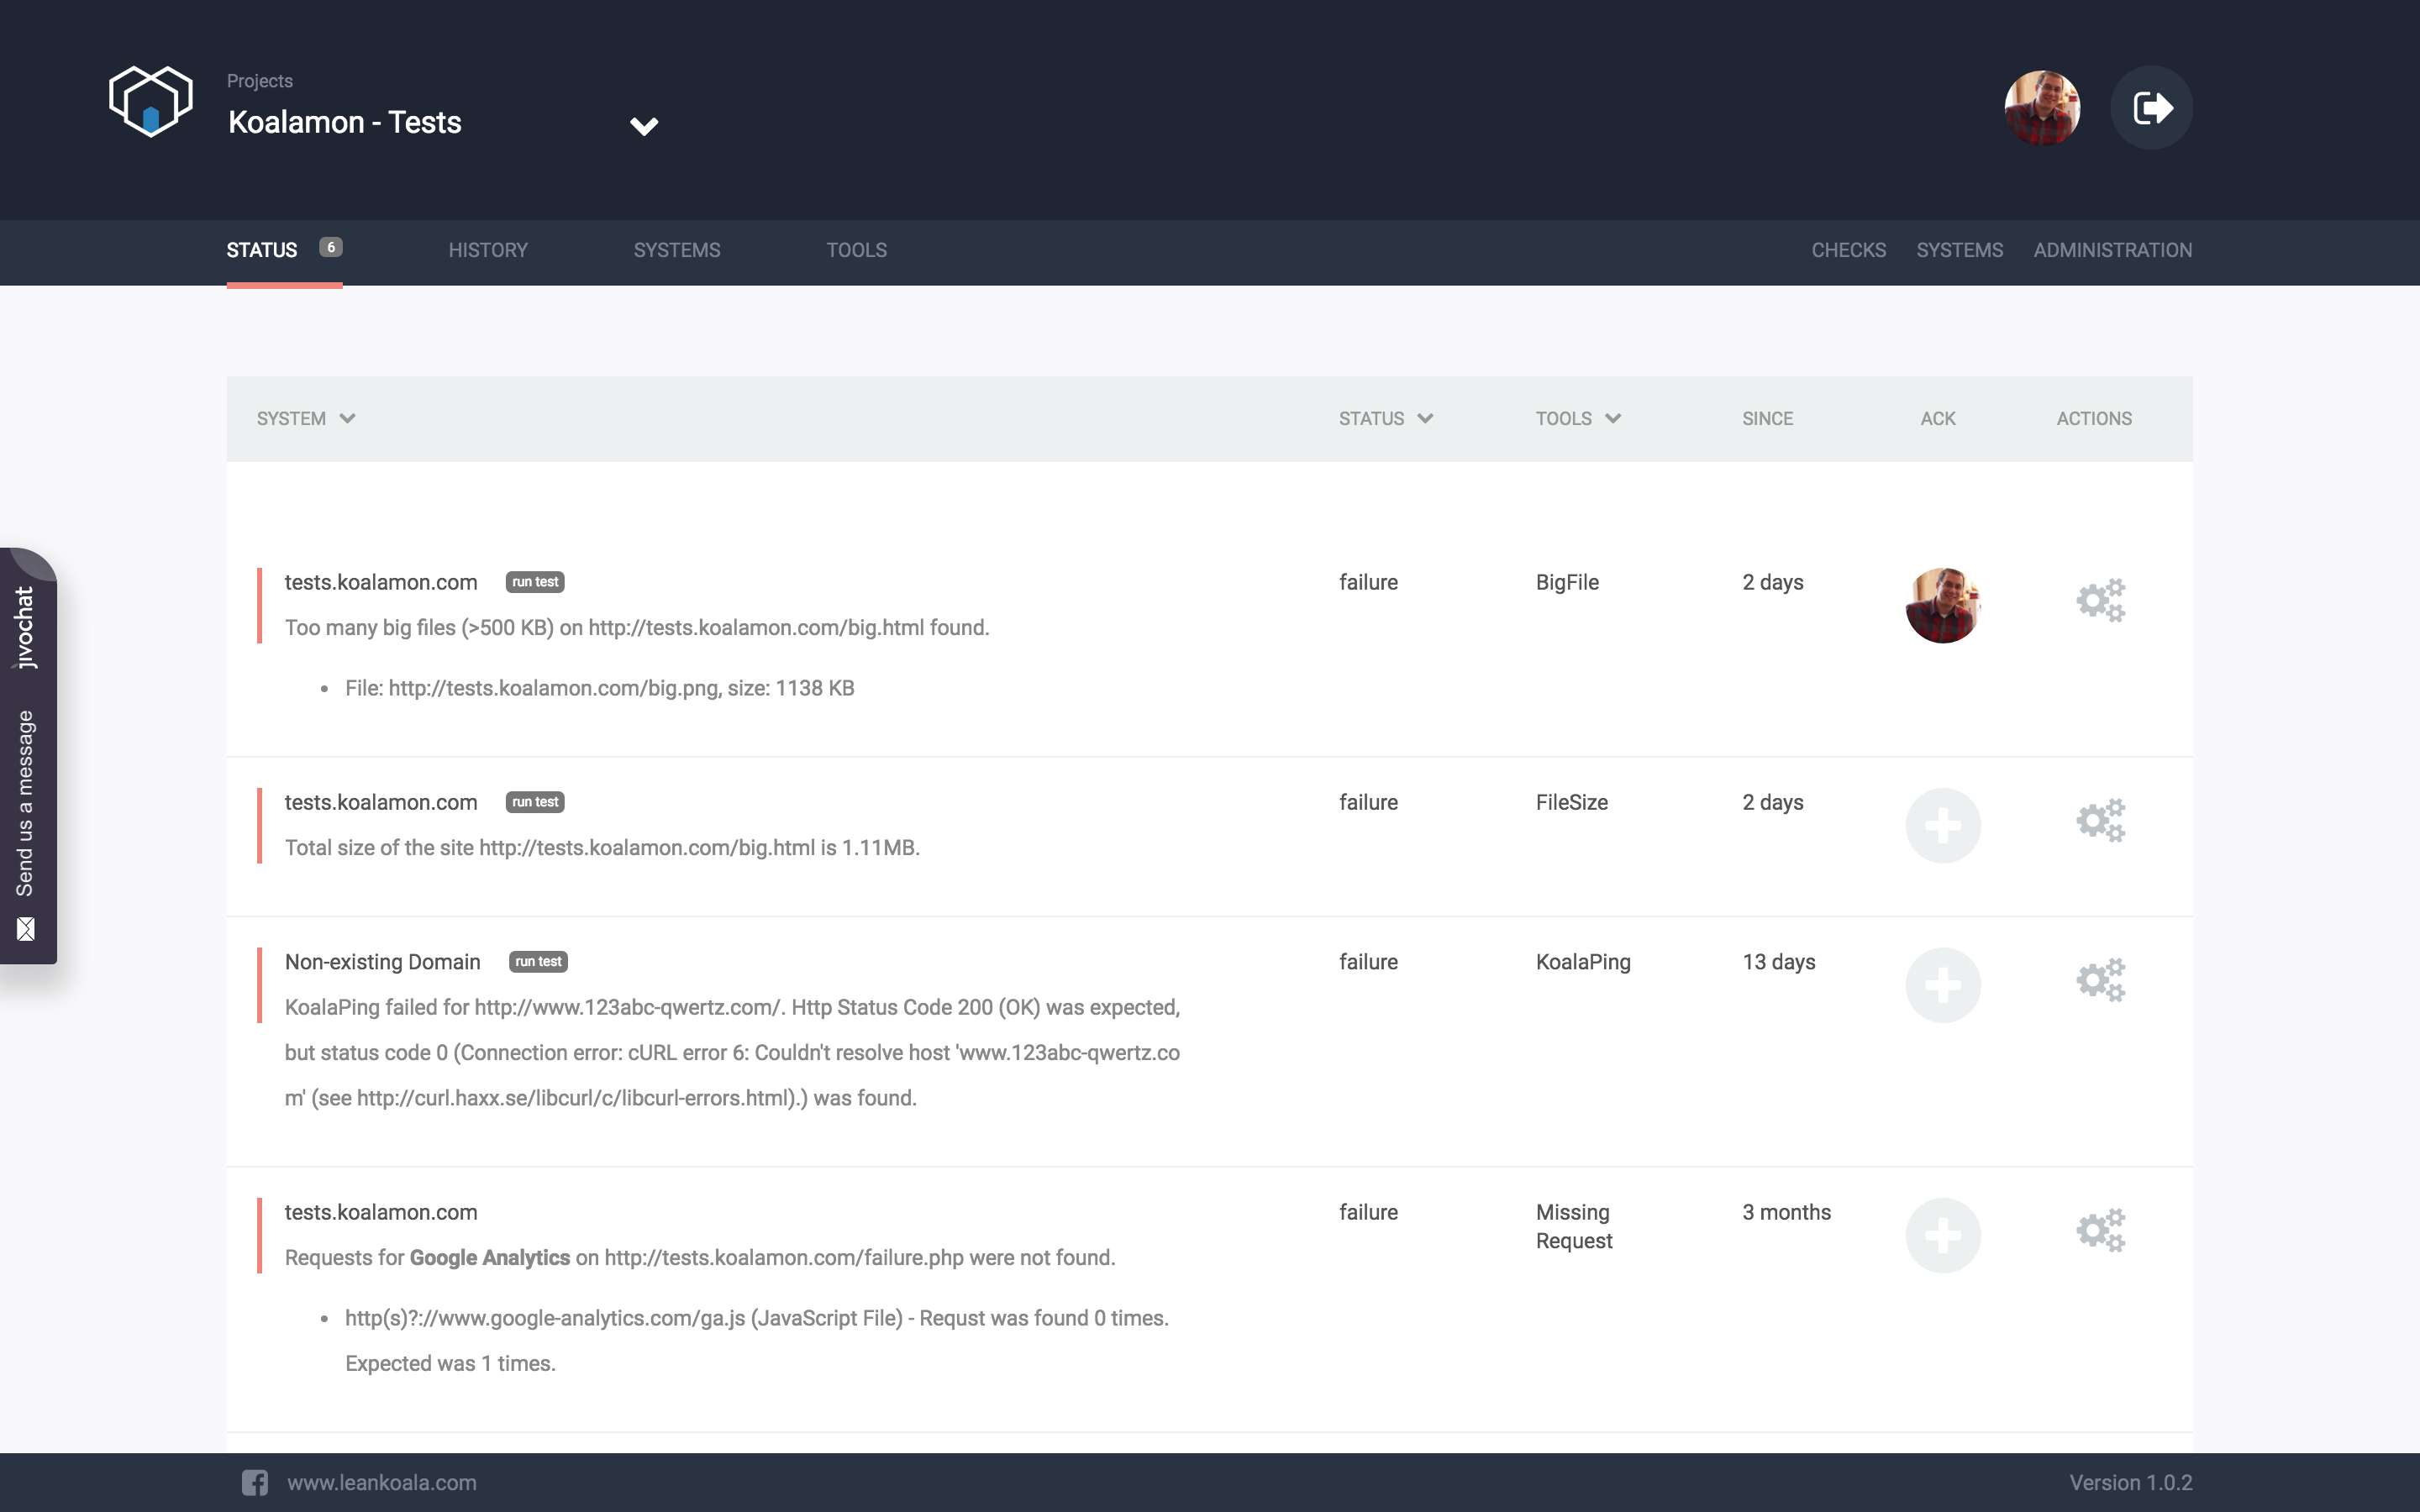 Projects
Koalamon - Tests
STATUS 6 HISTORY SYSTEMS TOOLS CHECKS SYSTEMS ADMINISTRATION
SYSTEM STATUS TOOLS SINCE ACK ACTIONS
tests.koalamon.com run test failure BigFile 2 days
Too many big files (>500 KB) on http://tests.koalamon.com/big.html found.
• File: http://tests.koalamon.com/big.png, size: 1138 KB
tests.koalamon.com run test failure FileSize 2 days
Total size of the site http://tests.koalamon.com/big.html is 1.11MB.
Non-existing Domain run test failure KoalaPing 13 days
KoalaPing failed for http://www.123abc-qwertz.com/. Http Status Code 200 (OK) was expected,
but status code 0 (Connection error: cURL error 6: Couldn't resolve host 'www.123abc-qwertz.co
m' (see http://curl.haxx.se/libcurl/c/libcurl-errors.html).) was found.
tests.koalamon.com failure Missing 3 months
Request
Requests for Google Analytics on http://tests.koalamon.com/failure.php were not found.
• http(s)?://www.google-analytics.com/ga.js (JavaScript File) - Requst was found 0 times.
Expected was 1 times.
Send us a message jivochat
www.leankoala.com Version 1.0.2